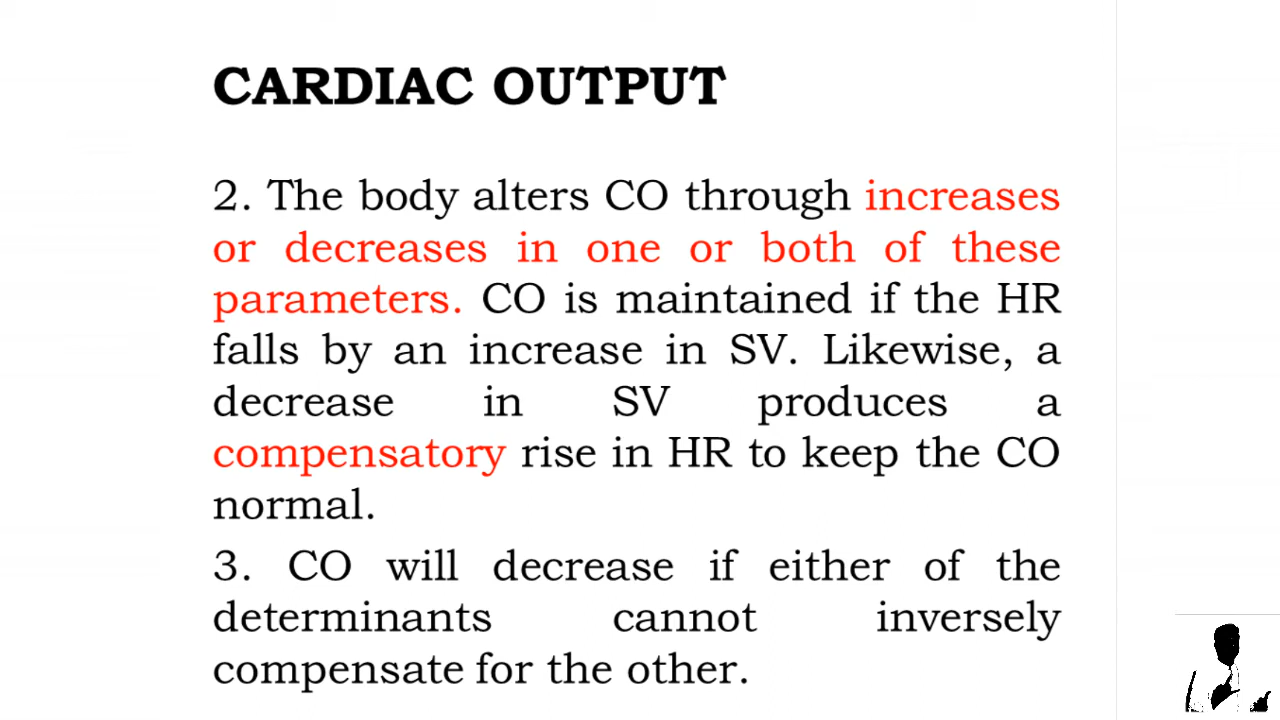 CARDIAC OUTPUT
2. The body alters CO through increases
or decreases in one or both of these
parameters. CO is maintained if the HR
falls by an increase in SV. Likewise, a
decrease in SV produces a
compensatory rise in HR to keep the CO
normal.
3. CO will decrease if either of the
determinants cannot inversely
compensate for the other.